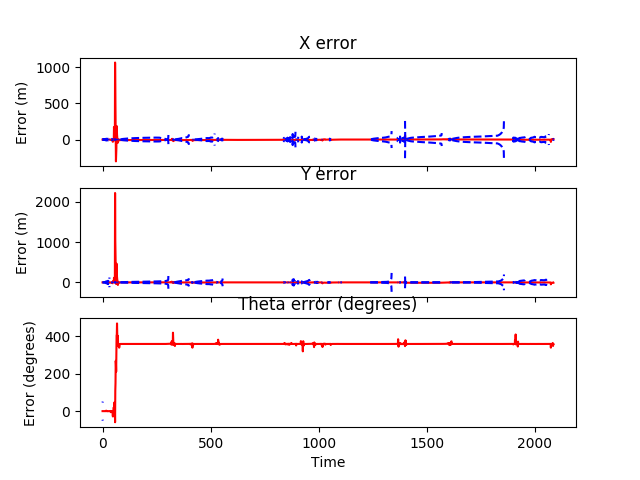 X error
1000
500
0
Error (m)
Y error
2000
1000
0
Error (m)
Theta error (degrees)
400
200
0
Error (degrees)
0 500 1000 1500 2000
Time